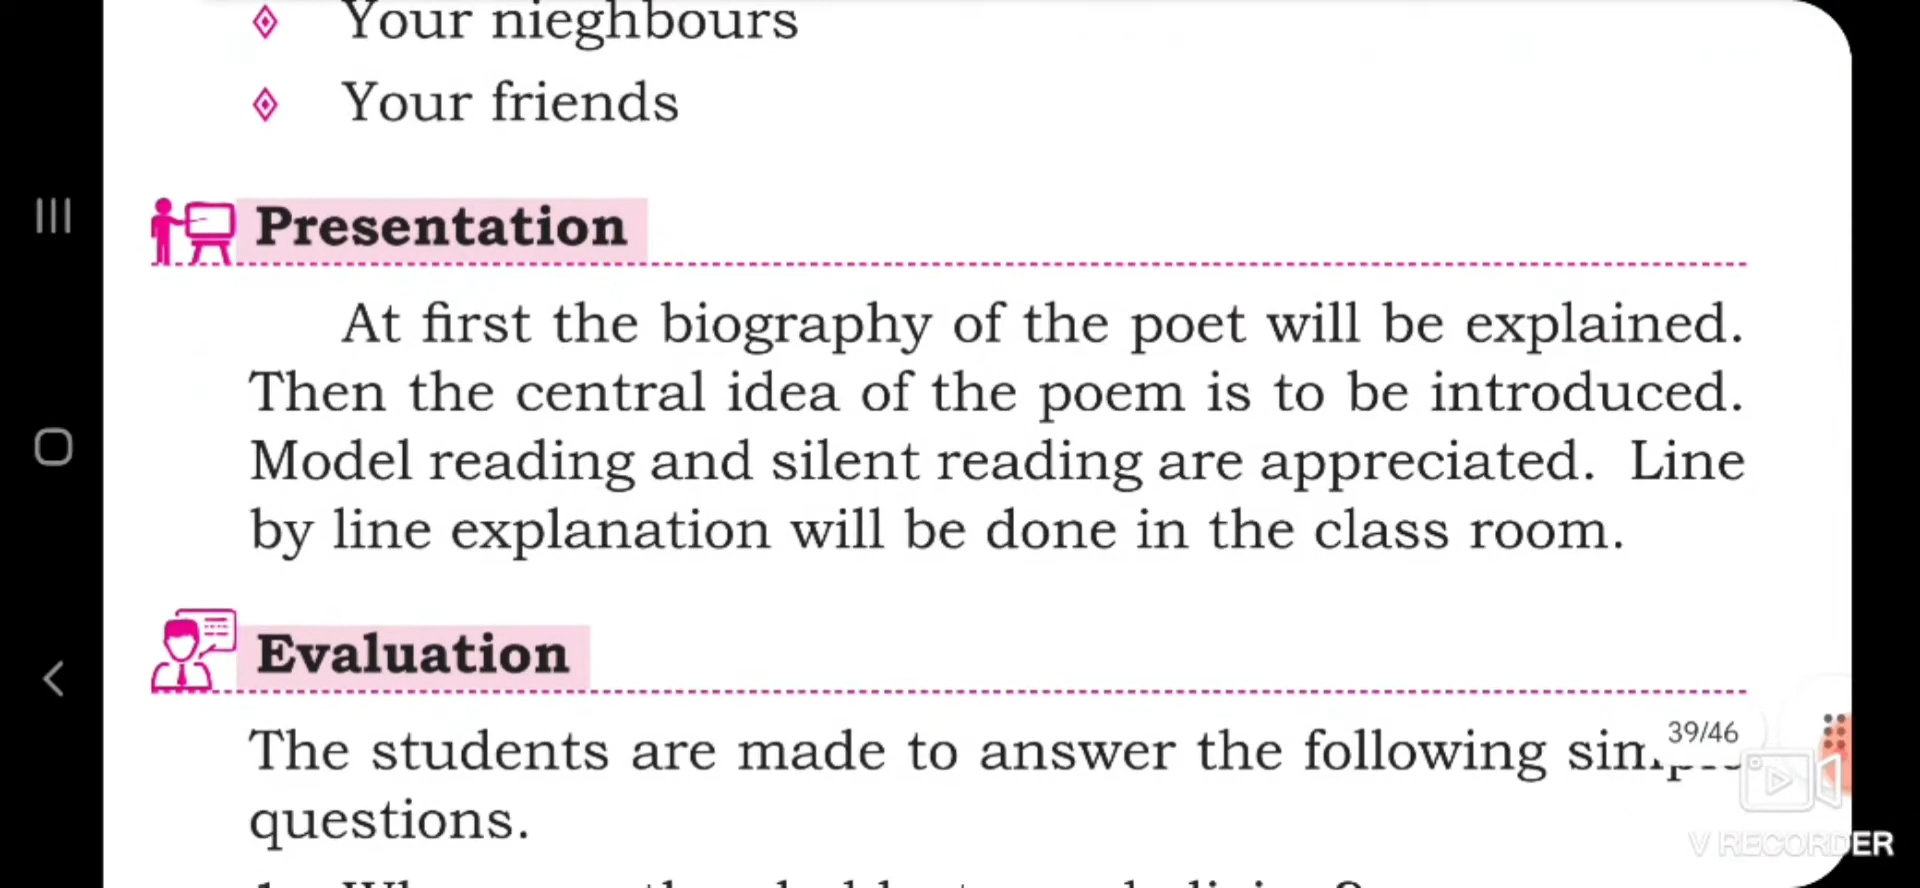 Your nieghbours
Your friends
Presentation
At first the biography of the poet will be explained.
Then the central idea of the poem is to be introduced.
Model reading and silent reading are appreciated. Line
by line explanation will be done in the class room.
Evaluation
The students are made to answer the following
39/46
questions.
V RECORDER